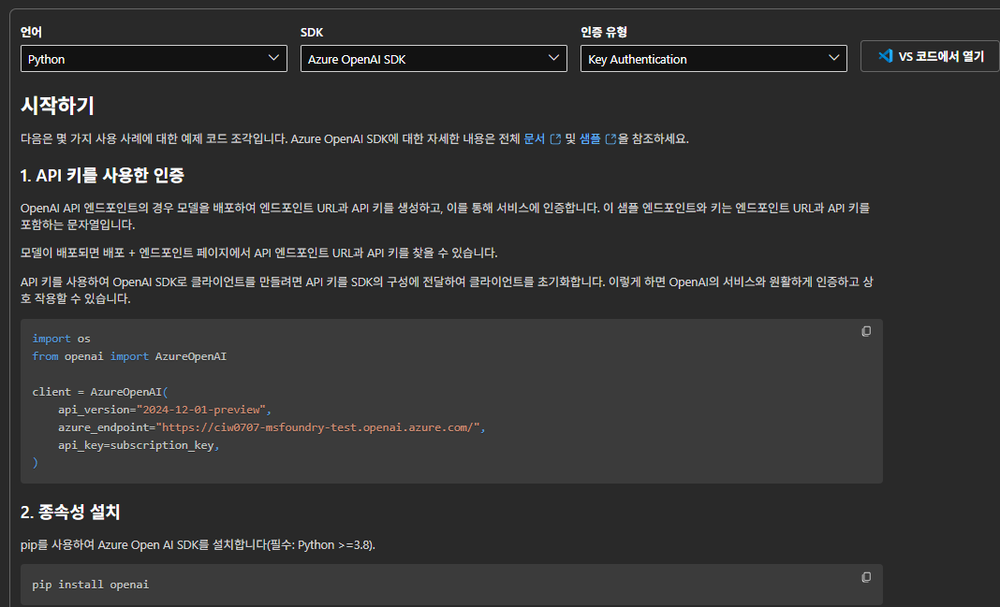 언어
SDK
인증 유형
Python
Azure OpenAI SDK
Key Authentication
VS 코드에서 열기
시작하기
다음은 몇 가지 사용 사례에 대한 예제 코드 조각입니다. Azure OpenAI SDK에 대한 자세한 내용은 전체 문서 및 샘플 을 참조하세요.
1. API 키를 사용한 인증
OpenAI API 엔드포인트의 경우 모델을 배포하여 엔드포인트 URL과 API 키를 생성하고, 이를 통해 서비스에 인증합니다. 이 샘플 엔드포인트와 키는 엔드포인트 URL과 API 키를
포함하는 문자열입니다.
모델이 배포되면 배포 + 엔드포인트 페이지에서 API 엔드포인트 URL과 API 키를 찾을 수 있습니다.
API 키를 사용하여 OpenAI SDK로 클라이언트를 만들려면 API 키를 SDK의 구성에 전달하여 클라이언트를 초기화합니다. 이렇게 하면 OpenAI의 서비스와 원활하게 인증하고 상
호 작용할 수 있습니다.
import os
from openai import AzureOpenAI
client = AzureOpenAI(
    api_version="2024-12-01-preview",
    azure_endpoint="https://ciw0707-msfoundry-test.openai.azure.com/",
    api_key=subscription_key,
)
2. 종속성 설치
pip를 사용하여 Azure Open AI SDK를 설치합니다(필수: Python >=3.8).
pip install openai